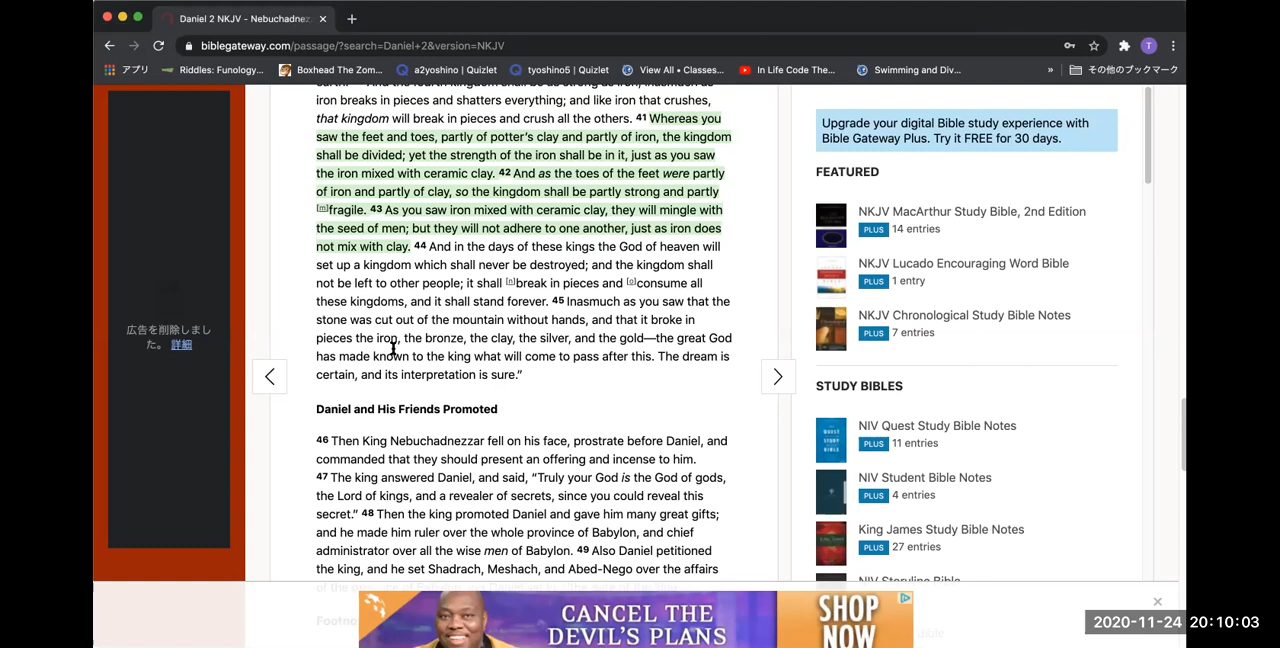 Daniel 2 NKJV - Nebuchadnez
biblegateway.com/passage/?search=Daniel+2&version=NKJV
アプリ
Riddles: Funology...
Boxhead The Zom...
a2yoshino | Quizlet
tyoshino5 | Quizlet
View All • Classes...
In Life Code The...
Swimming and Div...
»
その他のブックマーク
T
iron breaks in pieces and shatters everything; and like iron that crushes,
that kingdom will break in pieces and crush all the others. 41 Whereas you
saw the feet and toes, partly of potter's clay and partly of iron, the kingdom
shall be divided; yet the strength of the iron shall be in it, just as you saw
the iron mixed with ceramic clay. 42 And as the toes of the feet were partly
of iron and partly of clay, so the kingdom shall be partly strong and partly
[m]fragile. 43 As you saw iron mixed with ceramic clay, they will mingle with
the seed of men; but they will not adhere to one another, just as iron does
not mix with clay. 44 And in the days of these kings the God of heaven will
set up a kingdom which shall never be destroyed; and the kingdom shall
not be left to other people; it shall [n]break in pieces and [o]consume all
these kingdoms, and it shall stand forever. 45 Inasmuch as you saw that the
stone was cut out of the mountain without hands, and that it broke in
pieces the iron, the bronze, the clay, the silver, and the gold—the great God
has made known to the king what will come to pass after this. The dream is
certain, and its interpretation is sure."
Daniel and His Friends Promoted
46 Then King Nebuchadnezzar fell on his face, prostrate before Daniel, and
commanded that they should present an offering and incense to him.
47 The king answered Daniel, and said, "Truly your God is the God of gods,
the Lord of kings, and a revealer of secrets, since you could reveal this
secret." 48 Then the king promoted Daniel and gave him many great gifts;
and he made him ruler over the whole province of Babylon, and chief
administrator over all the wise men of Babylon. 49 Also Daniel petitioned
the king, and he set Shadrach, Meshach, and Abed-Nego over the affairs
広告を削除しまし
た。 詳細
Upgrade your digital Bible study experience with
Bible Gateway Plus. Try it FREE for 30 days.
FEATURED
NKJV MacArthur Study Bible, 2nd Edition
PLUS 14 entries
NKJV Lucado Encouraging Word Bible
PLUS 1 entry
NKJV Chronological Study Bible Notes
PLUS 7 entries
STUDY BIBLES
NIV Quest Study Bible Notes
PLUS 11 entries
NIV Student Bible Notes
PLUS 4 entries
King James Study Bible Notes
PLUS 27 entries
CANCEL THE
DEVIL'S PLANS
SHOP
NOW
2020-11-24 20:10:03